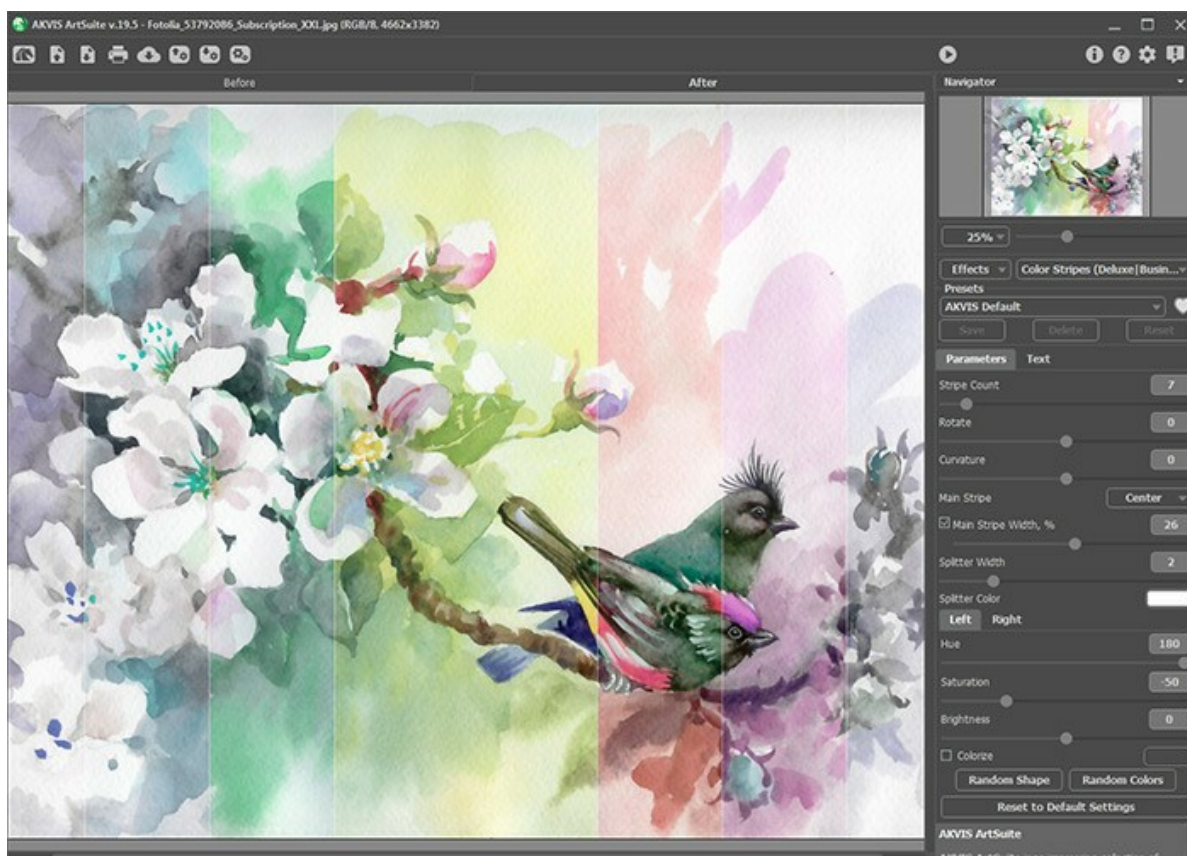 AKVIS ArtSuite v.19.5 - Fotolia_53792086_Subscription_XXL.jpg (RGB/8, 4662x3382)
Before
After
Navigator
25%
Effects
Color Stripes (Deluxe|Busin...
Presets
AKVIS Default
Save
Delete
Reset
Parameters
Text
Stripe Count
7
Rotate
0
Curvature
0
Main Stripe
Center
Main Stripe Width, %
26
Splitter Width
2
Splitter Color
Left
Right
Hue
180
Saturation
-50
Brightness
0
Colorize
Random Shape
Random Colors
Reset to Default Settings
AKVIS ArtSuite